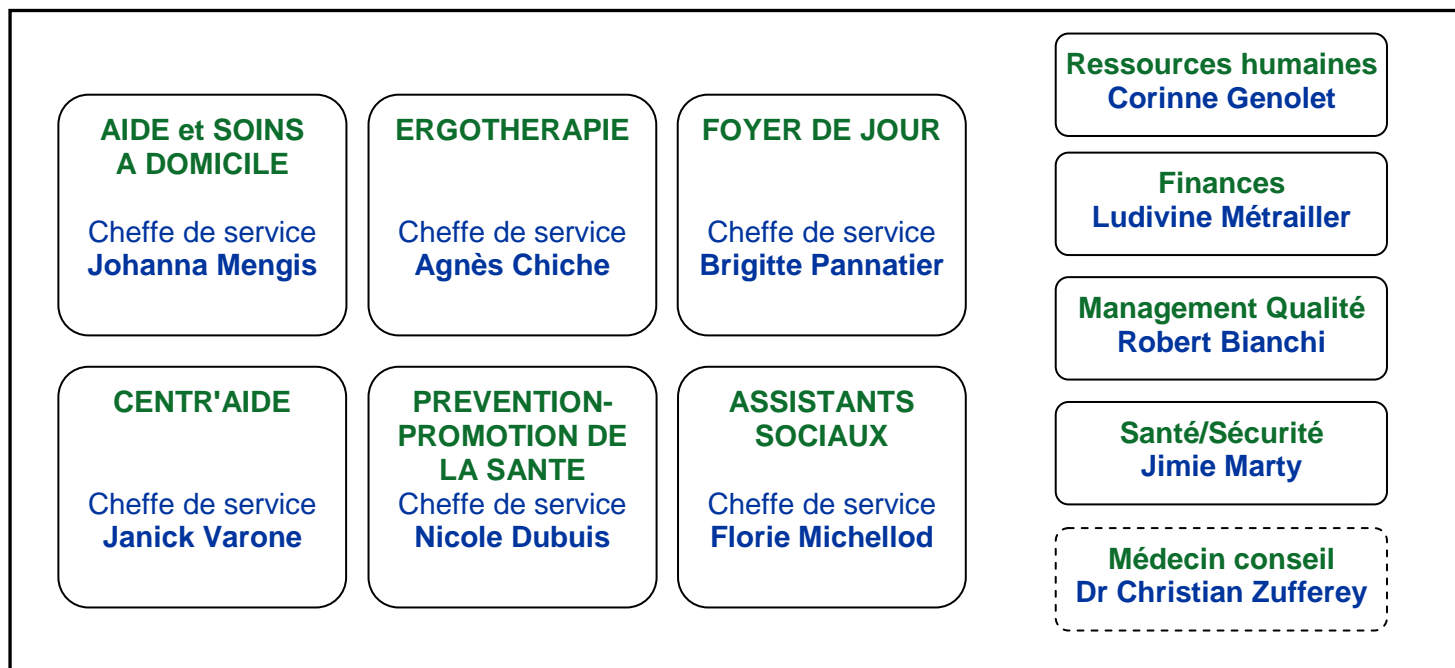 AIDE et SOINS
A DOMICILE
Cheffe de service
Johanna Mengis
ERGOTHERAPIE
Cheffe de service
Agnès Chiche
FOYER DE JOUR
Cheffe de service
Brigitte Pannatier
CENTR'AIDE
Cheffe de service
Janick Varone
PREVENTION-
PROMOTION DE
LA SANTE
Cheffe de service
Nicole Dubuis
ASSISTANTS
SOCIAUX
Cheffe de service
Florie Michellod
Ressources humaines
Corinne Genolet
Finances
Ludivine Métrailler
Management Qualité
Robert Bianchi
Santé/Sécurité
Jimie Marty
Médecin conseil
Dr Christian Zufferey